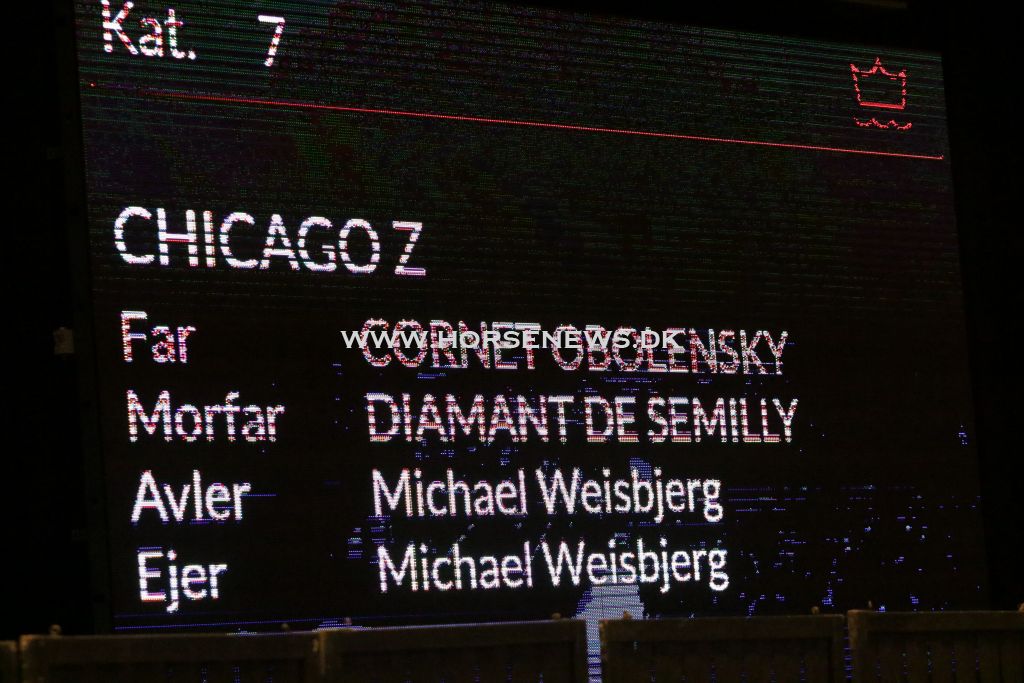 Kat. 7
CHICAGO Z
Far CORNET OBOLENSKY
WWW.HORSENEWS.DK
Morfar DIAMANT DE SEMILLY
Avler Michael Weisbjerg
Ejer Michael Weisbjerg